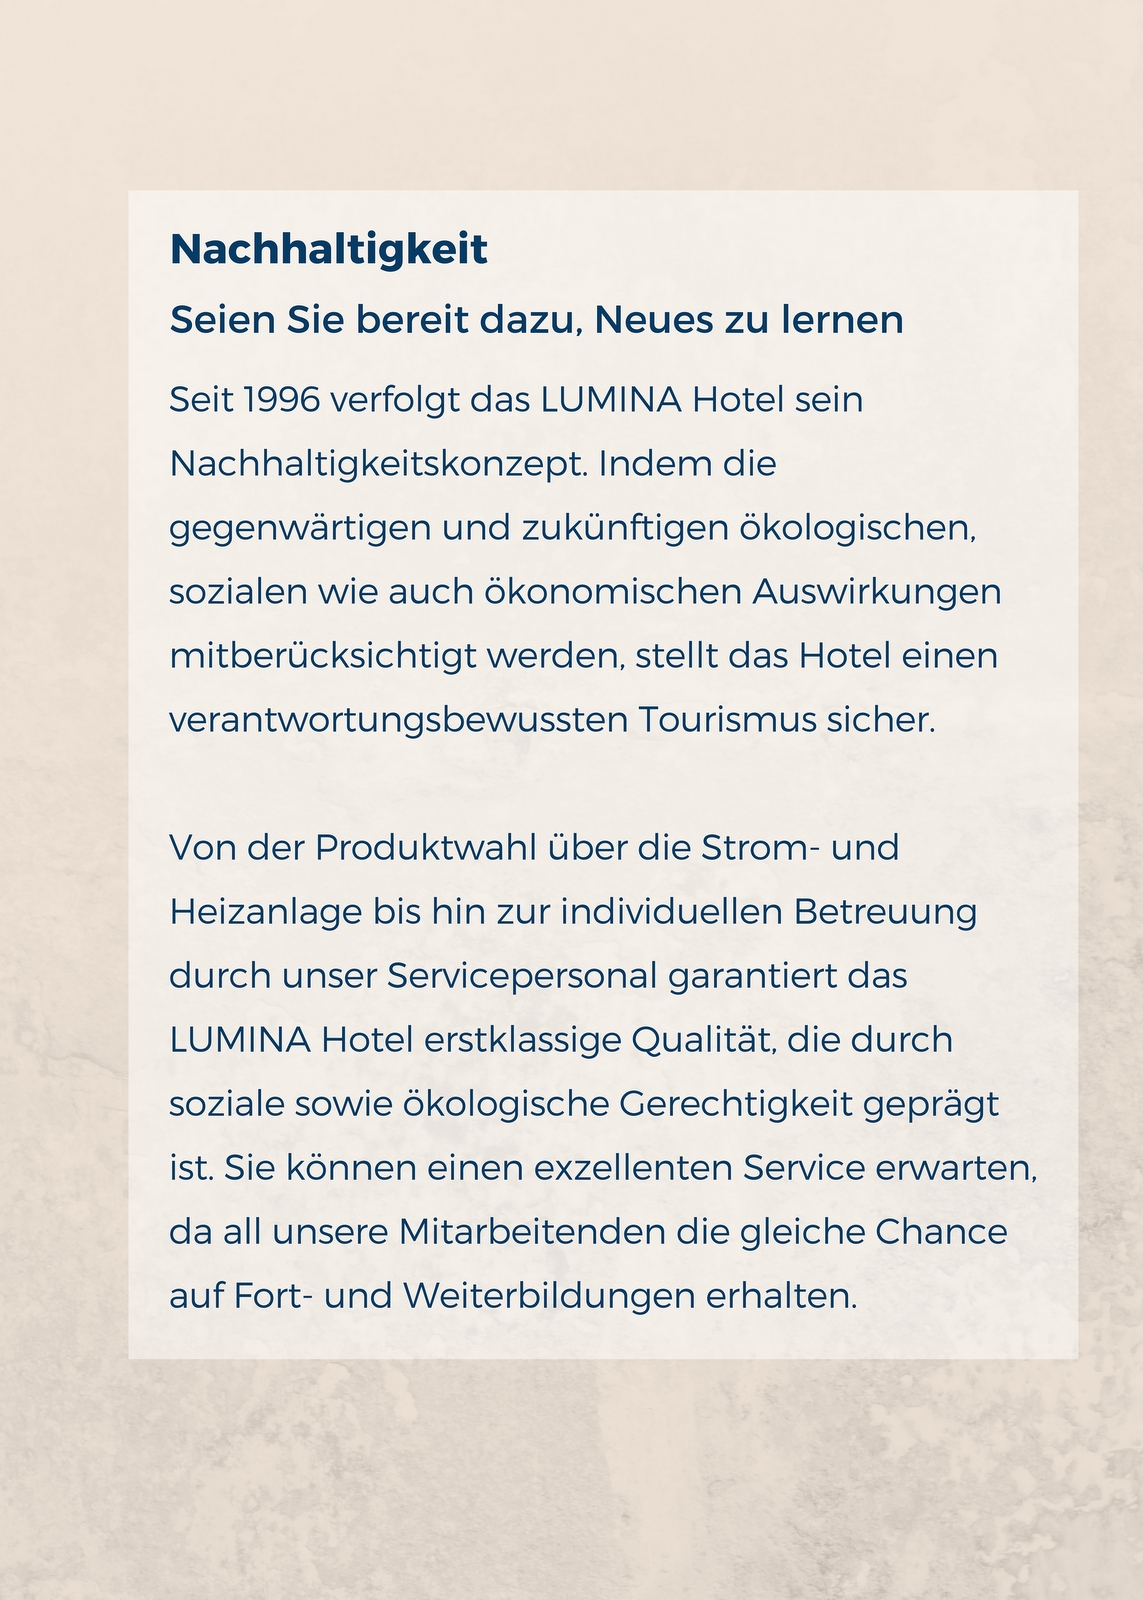 Nachhaltigkeit
Seien Sie bereit dazu, Neues zu lernen
Seit 1996 verfolgt das LUMINA Hotel sein
Nachhaltigkeitskonzept. Indem die
gegenwärtigen und zukünftigen ökologischen,
sozialen wie auch ökonomischen Auswirkungen
mitberücksichtigt werden, stellt das Hotel einen
verantwortungsbewussten Tourismus sicher.
Von der Produktwahl über die Strom- und
Heizanlage bis hin zur individuellen Betreuung
durch unser Servicepersonal garantiert das
LUMINA Hotel erstklassige Qualität, die durch
soziale sowie ökologische Gerechtigkeit geprägt
ist. Sie können einen exzellenten Service erwarten,
da all unsere Mitarbeitenden die gleiche Chance
auf Fort- und Weiterbildungen erhalten.